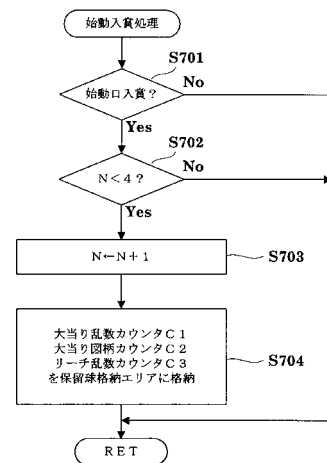 始動入賞処理
S701
始動口入賞？
No
Yes
S702
N＜4？
No
Yes
N←N＋1
S703
大当り乱数カウンタC1
大当り図柄カウンタC2
リーチ乱数カウンタC3
を保留球格納エリアに格納
S704
RET